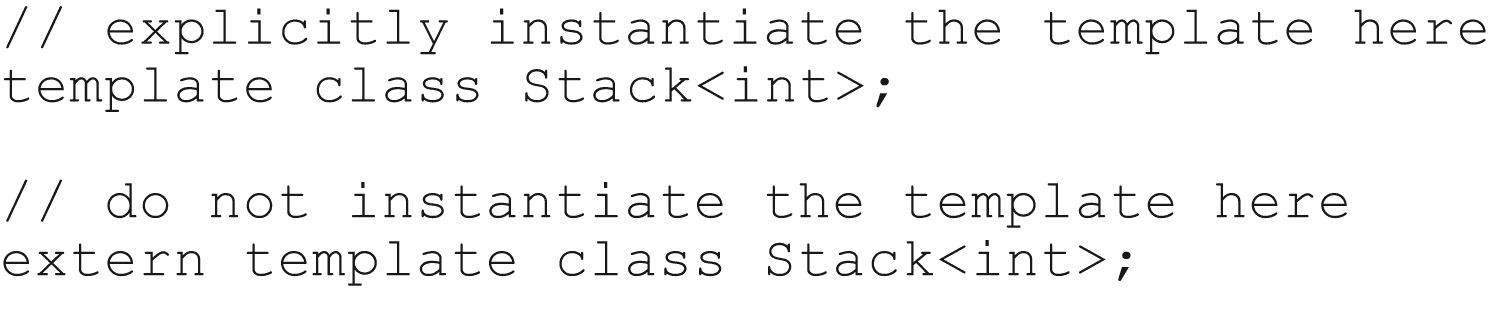 // explicitly instantiate the template here
template class Stack<int>;
// do not instantiate the template here
extern template class Stack<int>;